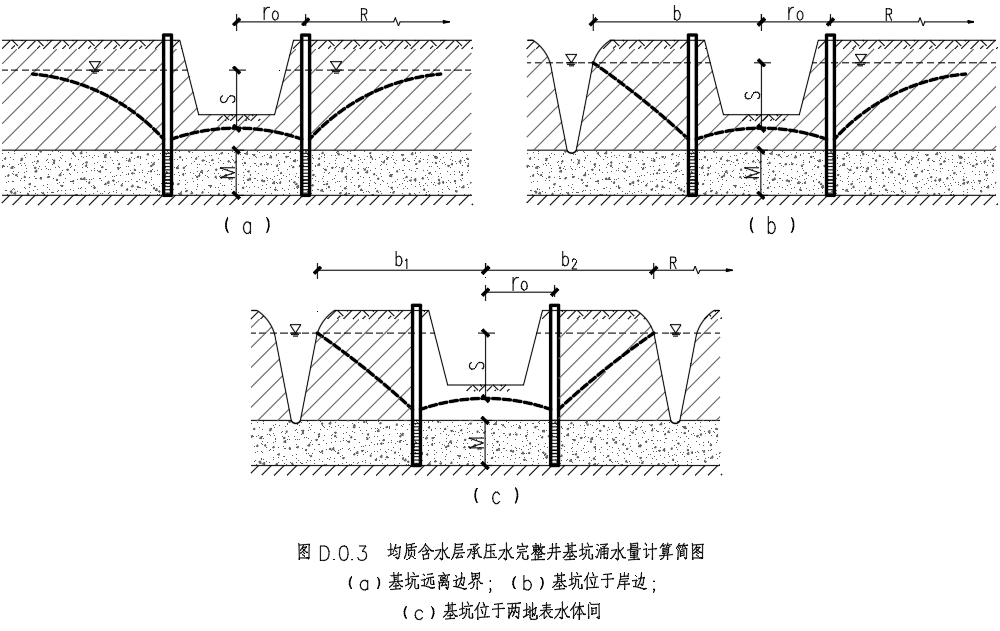 r₀ R
S
M
(a)
b r₀ R
S
M
(b)
b₁ b₂ R
r₀
S
M
(c)
图 D.0.3 均质含水层承压水完整井基坑涌水量计算简图
(a)基坑远离边界；(b)基坑位于岸边；
(c)基坑位于两地表水体间